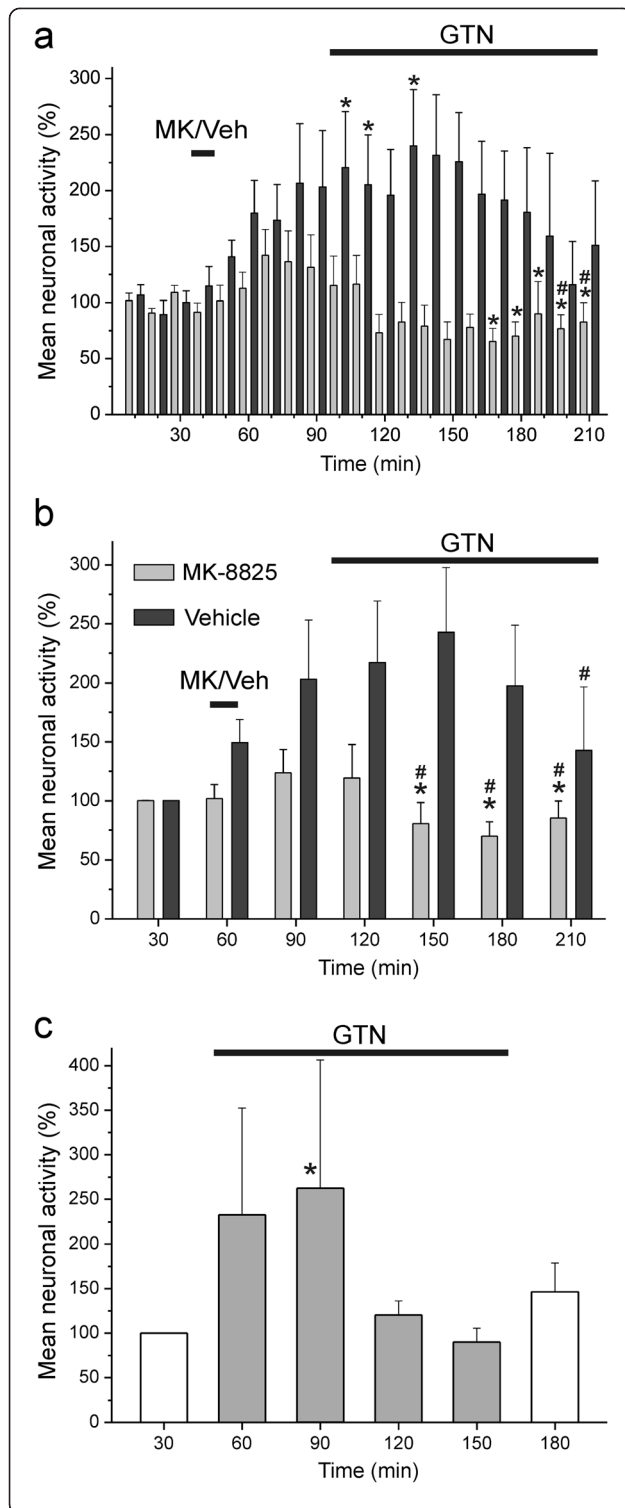 a
GTN
MK/Veh
Mean neuronal activity (%)
300
250
200
150
100
50
0
* * *
* * * * *
# #
30 60 90 120 150 180 210
Time (min)
b
GTN
MK-8825
Vehicle
MK/Veh
Mean neuronal activity (%)
300
250
200
150
100
50
0
# # # #
* * *
30 60 90 120 150 180 210
Time (min)
c
GTN
Mean neuronal activity (%)
400
350
300
250
200
150
100
50
0
*
30 60 90 120 150 180
Time (min)